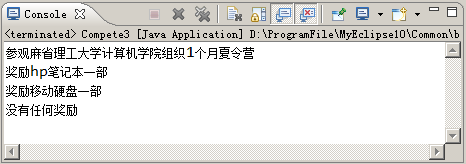 Console
<terminated> Compete3 [Java Application] D:\ProgramFile\MyEclipse10\Common\b
参观麻省理工大学计算机学院组织1个月夏令营
奖励hp笔记本一部
奖励移动硬盘一部
没有任何奖励